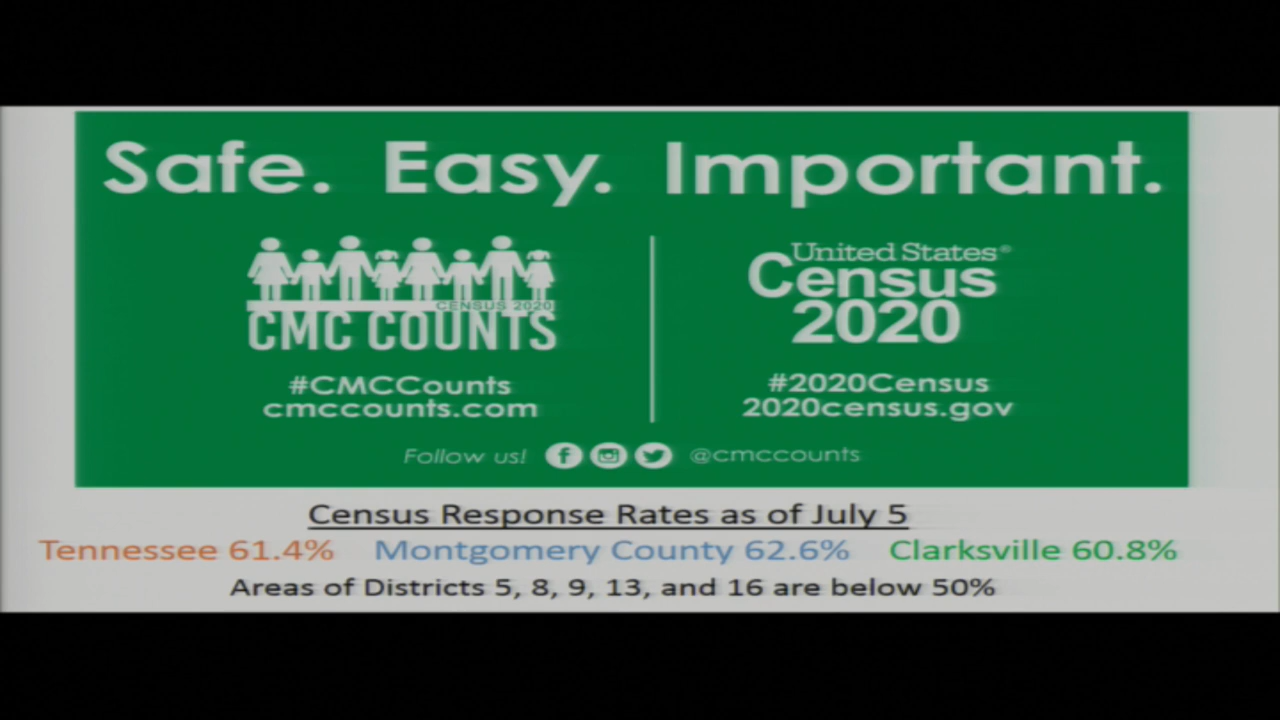 Safe. Easy. Important.
CENSUS 2020
CMC COUNTS
#CMCCounts
cmccounts.com
United States®
Census
2020
#2020Census
2020census.gov
Follow us! @cmccounts
Census Response Rates as of July 5
Tennessee 61.4% Montgomery County 62.6% Clarksville 60.8%
Areas of Districts 5, 8, 9, 13, and 16 are below 50%